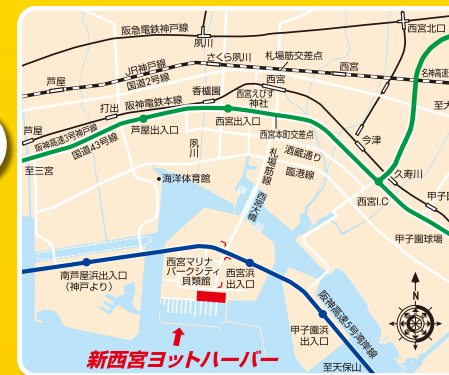 西宮北口
阪急電鉄神戸線
夙川
さくら夙川
札場筋交差点
JR神戸線
国道2号線
芦屋
西宮
名神高速
香櫨園
西宮
西宮えびす
神社
打出
阪神電鉄本線
芦屋
阪神高速3号神戸線
国道43号線
芦屋出入口
西宮出入口
西宮本町交差点
今津
至三宮
夙川
札場筋線
酒蔵通り
臨港線
久寿川
海洋体育館
西宮大橋
西宮I.C
甲子園球場
西宮マリナ
パークシティ
貝類館
西宮浜
出入口
南芦屋浜出入口
(神戸より)
阪神高速5号湾岸線
甲子園浜
出入口
N
新西宮ヨットハーバー
至天保山